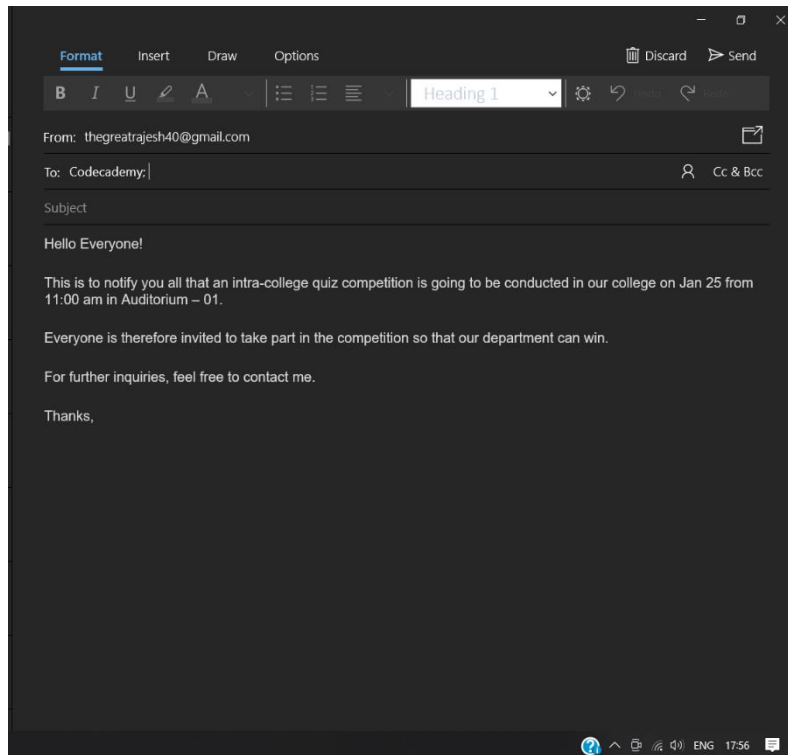 Format Insert Draw Options Discard Send
B I U A Heading 1 Undo Redo
From: thegreatrajesh40@gmail.com
To: Codecademy; Cc & Bcc
Subject
Hello Everyone!
This is to notify you all that an intra-college quiz competition is going to be conducted in our college on Jan 25 from
11:00 am in Auditorium – 01.
Everyone is therefore invited to take part in the competition so that our department can win.
For further inquiries, feel free to contact me.
Thanks,
ENG 17:56